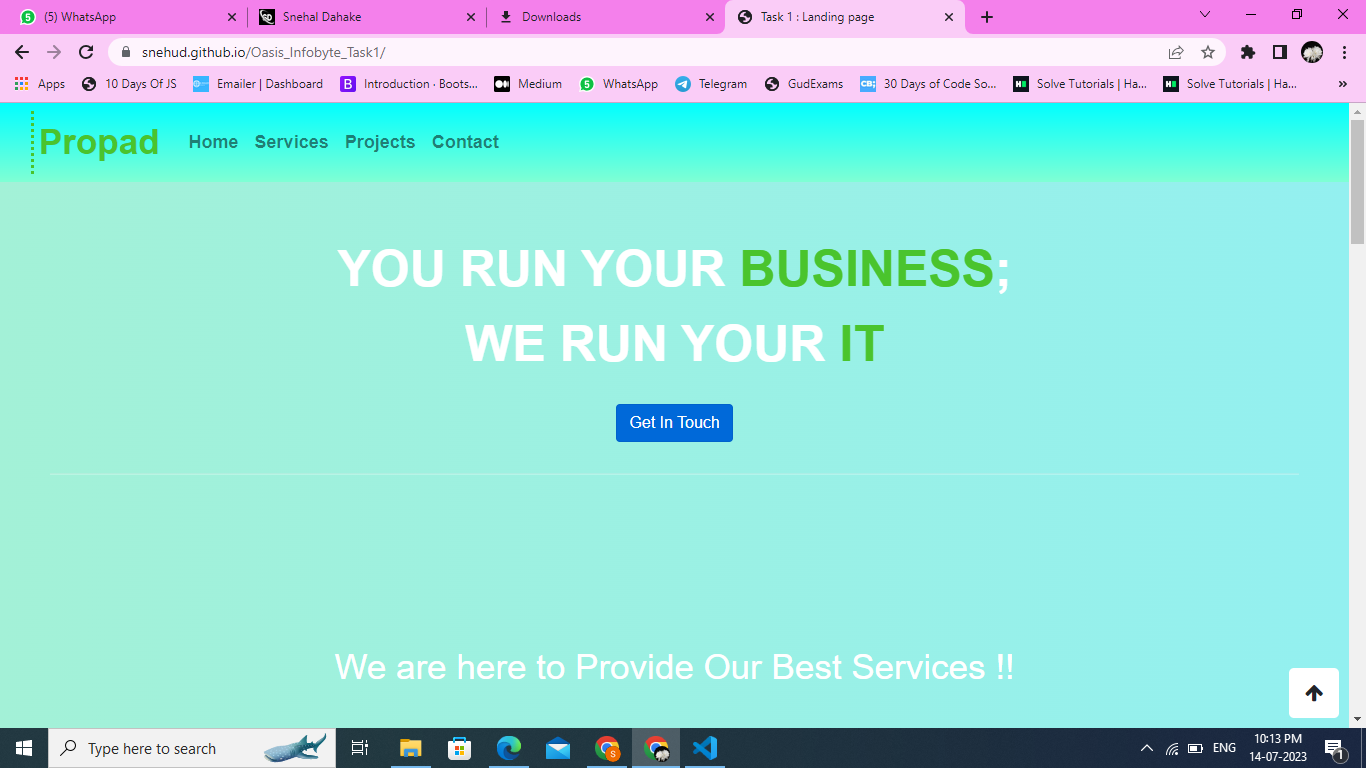 (5) WhatsApp
Snehal Dahake
Downloads
Task 1 : Landing page
snehud.github.io/Oasis_Infobyte_Task1/
Apps
10 Days Of JS
Emailer | Dashboard
B
Introduction · Boots...
Medium
5
WhatsApp
Telegram
GudExams
CB;
30 Days of Code So...
Solve Tutorials | Ha...
Solve Tutorials | Ha...
»
Propad
Home Services Projects Contact
YOU RUN YOUR BUSINESS;
WE RUN YOUR IT
Get In Touch
We are here to Provide Our Best Services !!
Type here to search
S
ENG
10:13 PM
14-07-2023
1